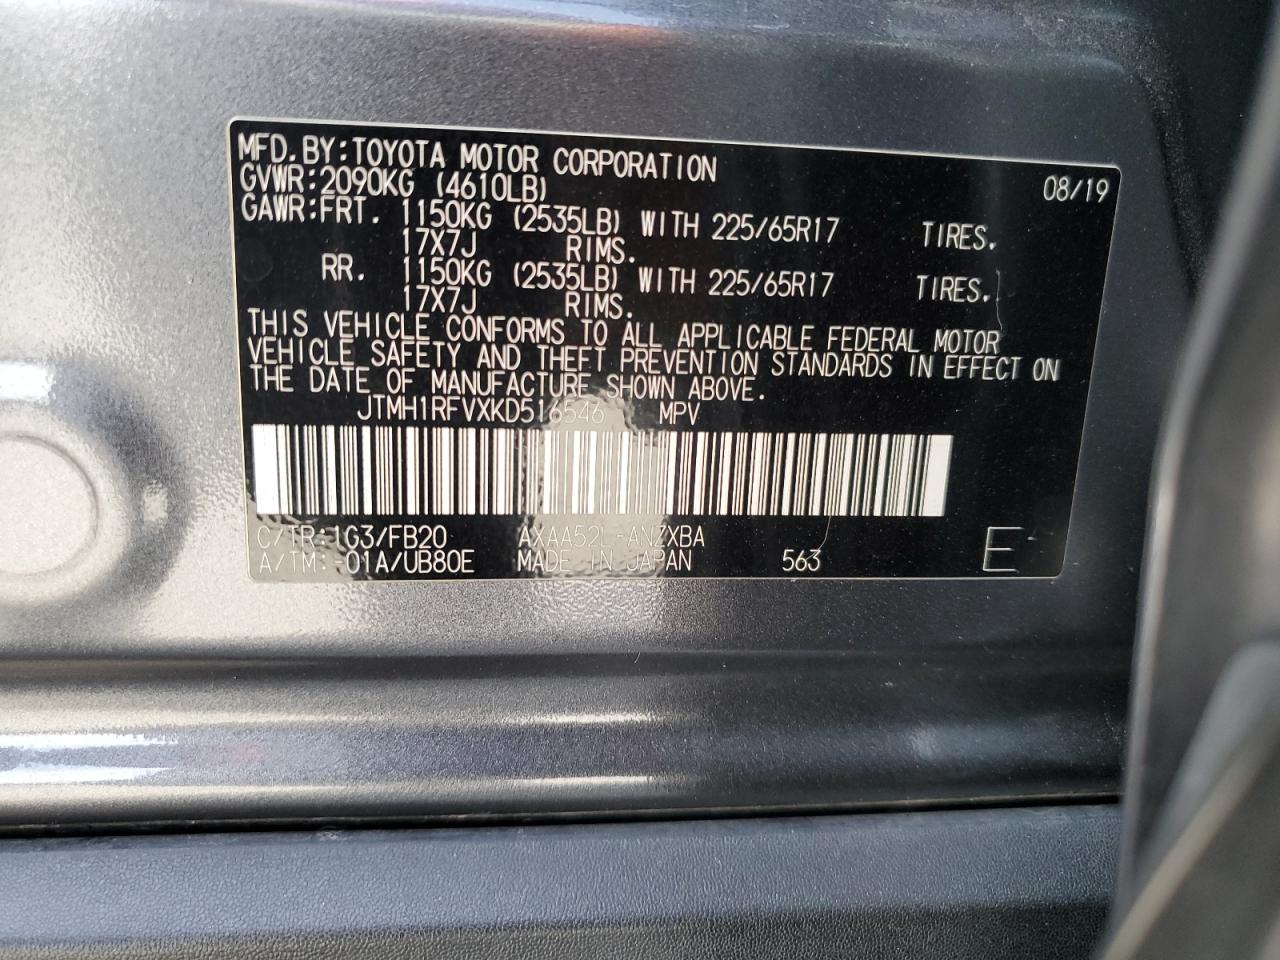 MFD.BY:TOYOTA MOTOR CORPORATION 08/19
GVWR:2090KG (4610LB)
GAWR:FRT. 1150KG (2535LB) WITH 225/65R17 TIRES.
17X7J RIMS.
RR. 1150KG (2535LB) WITH 225/65R17 TIRES.
17X7J RIMS.
THIS VEHICLE CONFORMS TO ALL APPLICABLE FEDERAL MOTOR
VEHICLE SAFETY AND THEFT PREVENTION STANDARDS IN EFFECT ON
THE DATE OF MANUFACTURE SHOWN ABOVE.
JTMH1RFVXKD516546 MPV
C/TR:1G3/FB20 AXAA52L-ANZXBA
A/TM:-01A/UB80E MADE IN JAPAN 563 E